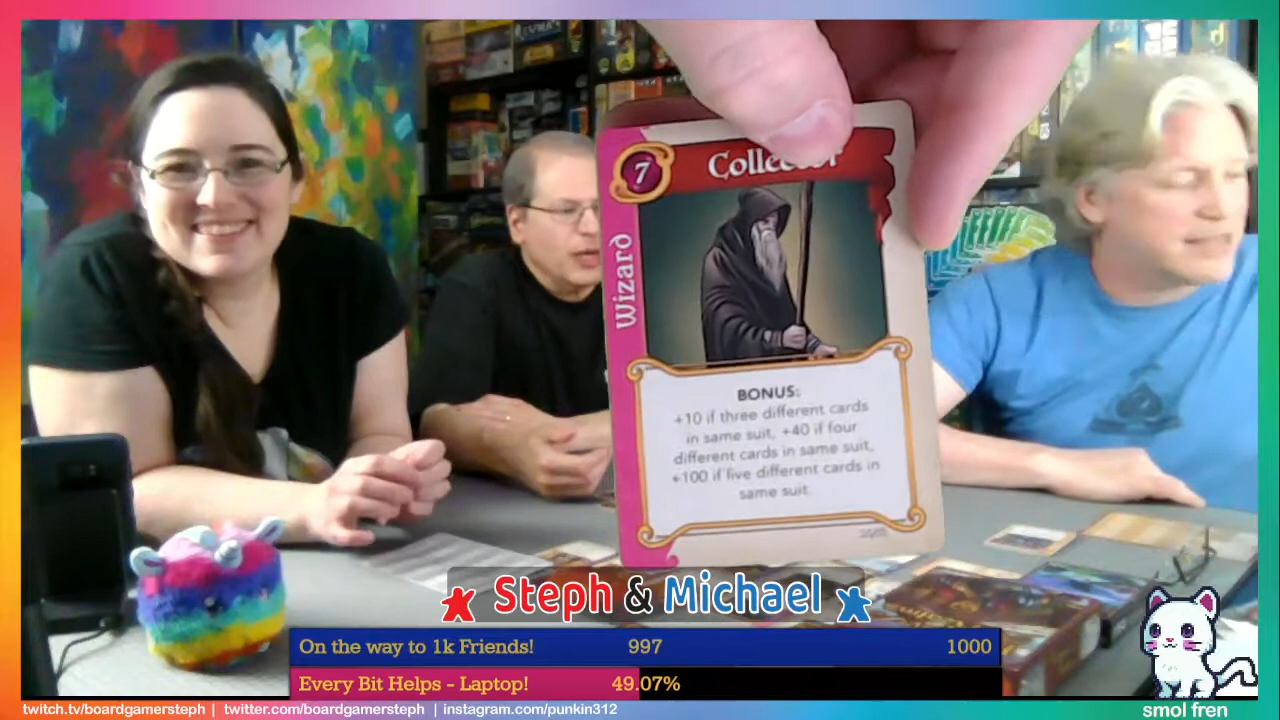 7
Collector
Wizard
BONUS:
+10 if three different cards
in same suit, +40 if four
different cards in same suit,
+100 if five different cards in
same suit.
Steph & Michael
On the way to 1k Friends! 997 1000
Every Bit Helps - Laptop! 49.07%
twitch.tv/boardgamersteph | twitter.com/boardgamersteph | instagram.com/punkin312
smol fren